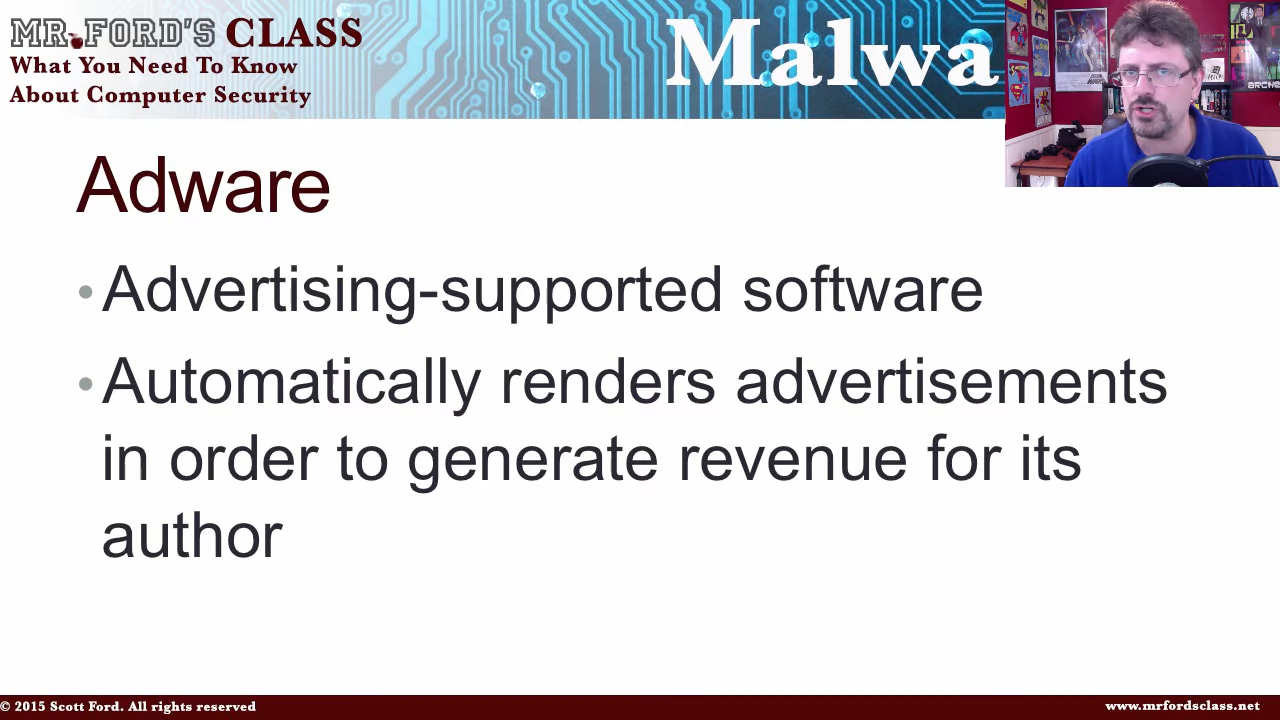 MR. FORD'S CLASS
What You Need To Know
About Computer Security
Malwa
Adware
• Advertising-supported software
• Automatically renders advertisements
in order to generate revenue for its
author
© 2015 Scott Ford. All rights reserved
www.mrfordsclass.net